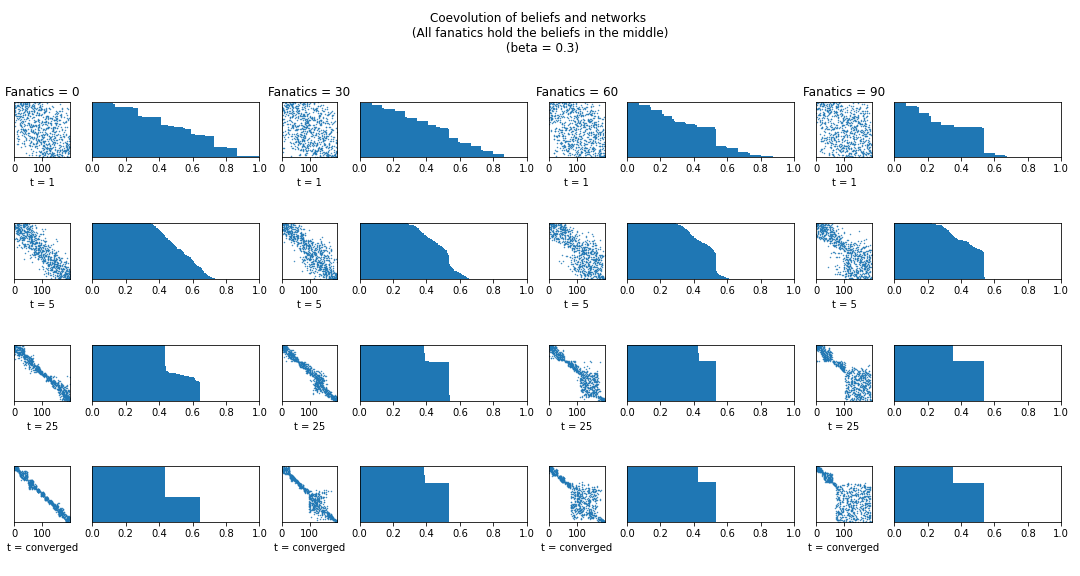 Coevolution of beliefs and networks
(All fanatics hold the beliefs in the middle)
(beta = 0.3)
Fanatics = 0 Fanatics = 30 Fanatics = 60 Fanatics = 90
0 100 0.0 0.2 0.4 0.6 0.8 1.0 0 100 0.0 0.2 0.4 0.6 0.8 1.0 0 100 0.0 0.2 0.4 0.6 0.8 1.0 0 100 0.0 0.2 0.4 0.6 0.8 1.0
t = 1 t = 1 t = 1 t = 1
0 100 0.0 0.2 0.4 0.6 0.8 1.0 0 100 0.0 0.2 0.4 0.6 0.8 1.0 0 100 0.0 0.2 0.4 0.6 0.8 1.0 0 100 0.0 0.2 0.4 0.6 0.8 1.0
t = 5 t = 5 t = 5 t = 5
0 100 0.0 0.2 0.4 0.6 0.8 1.0 0 100 0.0 0.2 0.4 0.6 0.8 1.0 0 100 0.0 0.2 0.4 0.6 0.8 1.0 0 100 0.0 0.2 0.4 0.6 0.8 1.0
t = 25 t = 25 t = 25 t = 25
0 100 0.0 0.2 0.4 0.6 0.8 1.0 0 100 0.0 0.2 0.4 0.6 0.8 1.0 0 100 0.0 0.2 0.4 0.6 0.8 1.0 0 100 0.0 0.2 0.4 0.6 0.8 1.0
t = converged t = converged t = converged t = converged